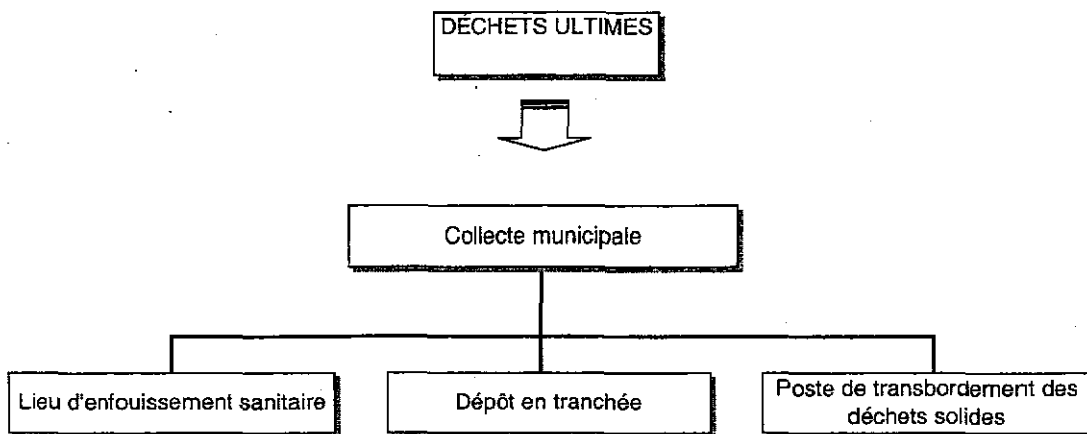 DÉCHETS ULTIMES
Collecte municipale
Lieu d'enfouissement sanitaire
Dépôt en tranchée
Poste de transbordement des
déchets solides